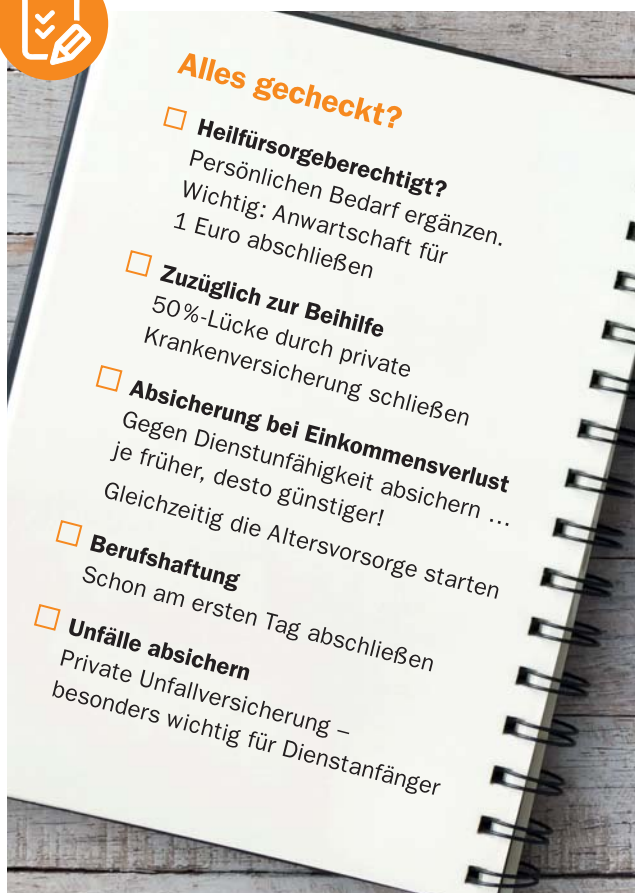 Alles gecheckt?
Heilfürsorgeberechtigt?
Persönlichen Bedarf ergänzen.
Wichtig: Anwartschaft für
1 Euro abschließen
Zuzüglich zur Beihilfe
50%-Lücke durch private
Krankenversicherung schließen
Absicherung bei Einkommensverlust
Gegen Dienstunfähigkeit absichern ...
je früher, desto günstiger!
Gleichzeitig die Altersvorsorge starten
Berufshaftung
Schon am ersten Tag abschließen
Unfälle absichern
Private Unfallversicherung –
besonders wichtig für Dienstanfänger